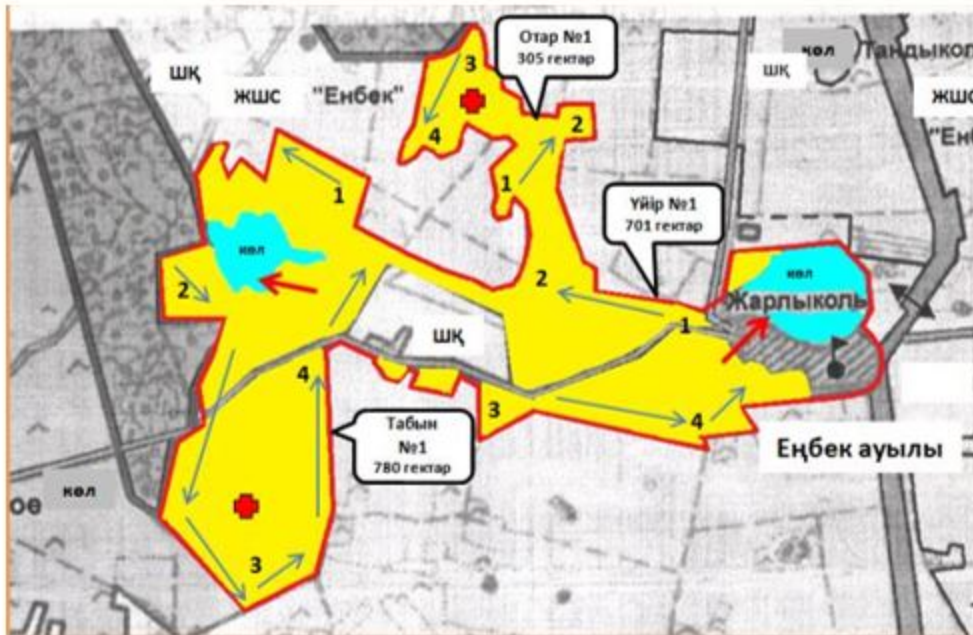 Отар №1
305 гектар
көл
Тандыкол
ШҚ
ШҚ
ЖШС "Енбек"
ЖШС
"Ен
3
4
2
1
1
Үйір №1
701 гектар
көл
көл
2
2
Жарлыколь
1
ШҚ
4
3
4
Табын
№1
780 гектар
Еңбек ауылы
көл
ое
3